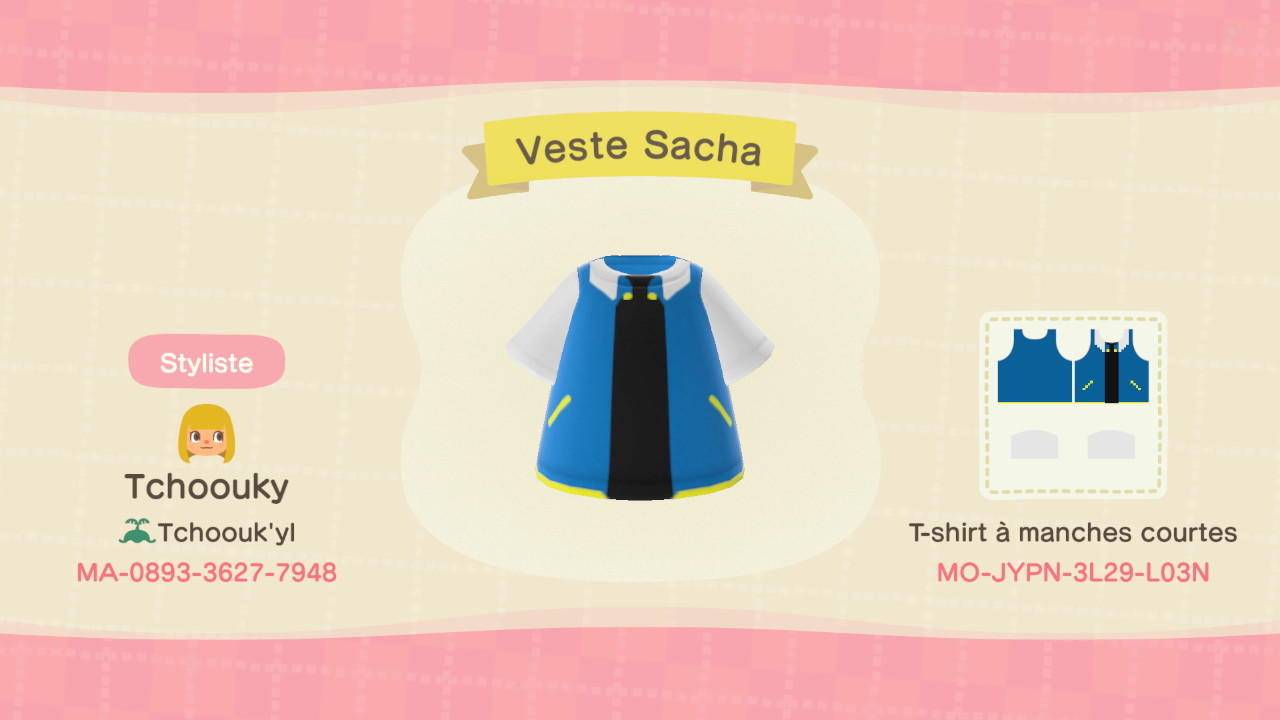 Veste Sacha
Styliste
Tchoouky
Tchoouk'yl
MA-0893-3627-7948
T-shirt à manches courtes
MO-JYPN-3L29-L03N